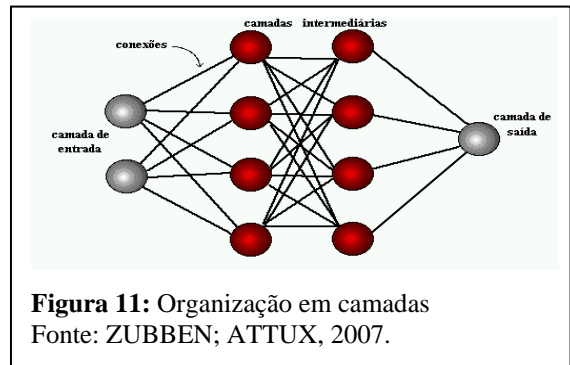 camadas intermediárias
conexões
camada de
entrada
camada de
saída
Figura 11: Organização em camadas
Fonte: ZUBBEN; ATTUX, 2007.